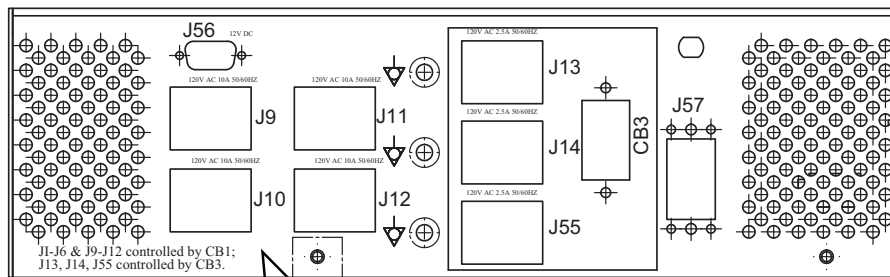 J56 12V DC
120V AC 10A 50/60HZ
J9
120V AC 10A 50/60HZ
J10
120V AC 10A 50/60HZ
J11
120V AC 10A 50/60HZ
J12
120V AC 2.5A 50/60HZ
J13
120V AC 2.5A 50/60HZ
J14
120V AC 2.5A 50/60HZ
J55
CB3
J57
J1-J6 & J9-J12 controlled by CB1;
J13, J14, J55 controlled by CB3.